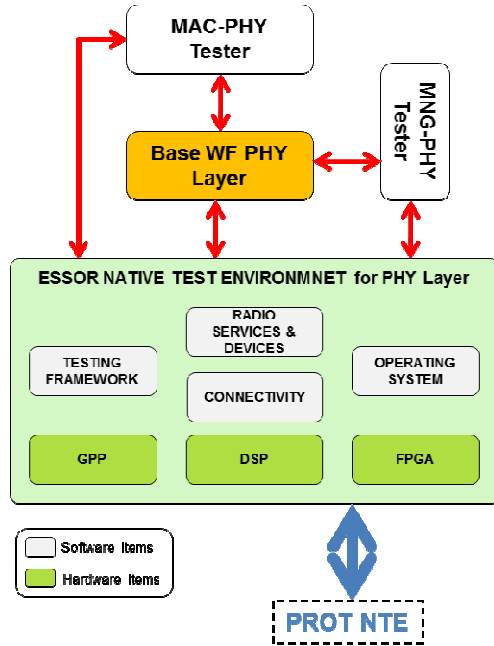 MAC-PHY
Tester
MNG-PHY
Tester
Base WF PHY
Layer
ESSOR NATIVE TEST ENVIRONMNET for PHY Layer
RADIO
SERVICES &
DEVICES
TESTING
FRAMEWORK
OPERATING
SYSTEM
CONNECTIVITY
GPP
DSP
FPGA
Software Items
Hardware Items
PROT NTE